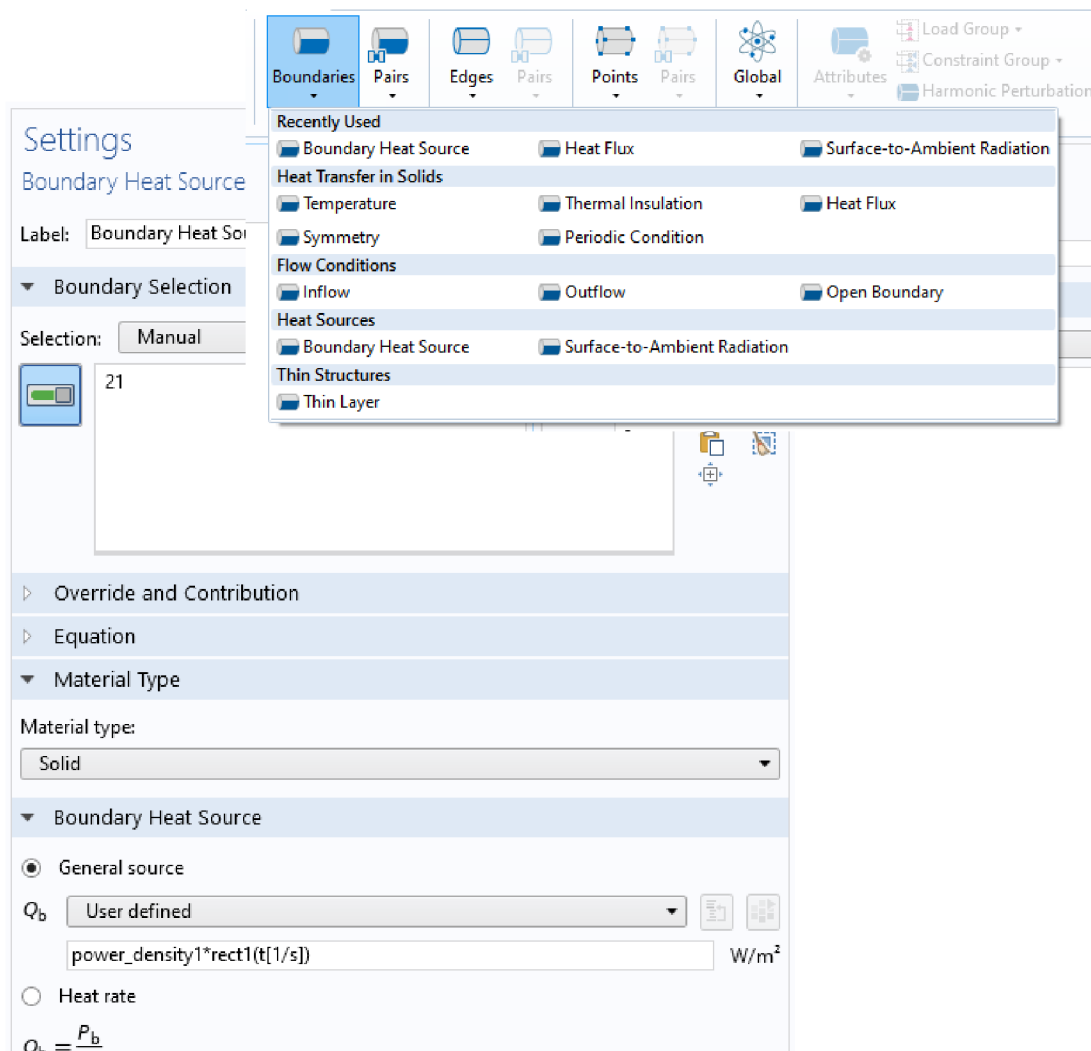 Boundaries Pairs Edges Pairs Points Pairs Global Attributes
Load Group
Constraint Group
Harmonic Perturbation
Recently Used
Boundary Heat Source Heat Flux Surface-to-Ambient Radiation
Heat Transfer in Solids
Temperature Thermal Insulation Heat Flux
Symmetry Periodic Condition
Flow Conditions
Inflow Outflow Open Boundary
Heat Sources
Boundary Heat Source Surface-to-Ambient Radiation
Thin Structures
Thin Layer
Settings
Boundary Heat Source
Label: Boundary Heat Sou
Boundary Selection
Selection: Manual
21
Override and Contribution
Equation
Material Type
Material type:
Solid
Boundary Heat Source
General source
Q_b User defined
power_density1*rect1(t[1/s]) W/m²
Heat rate
Q_b = P_b